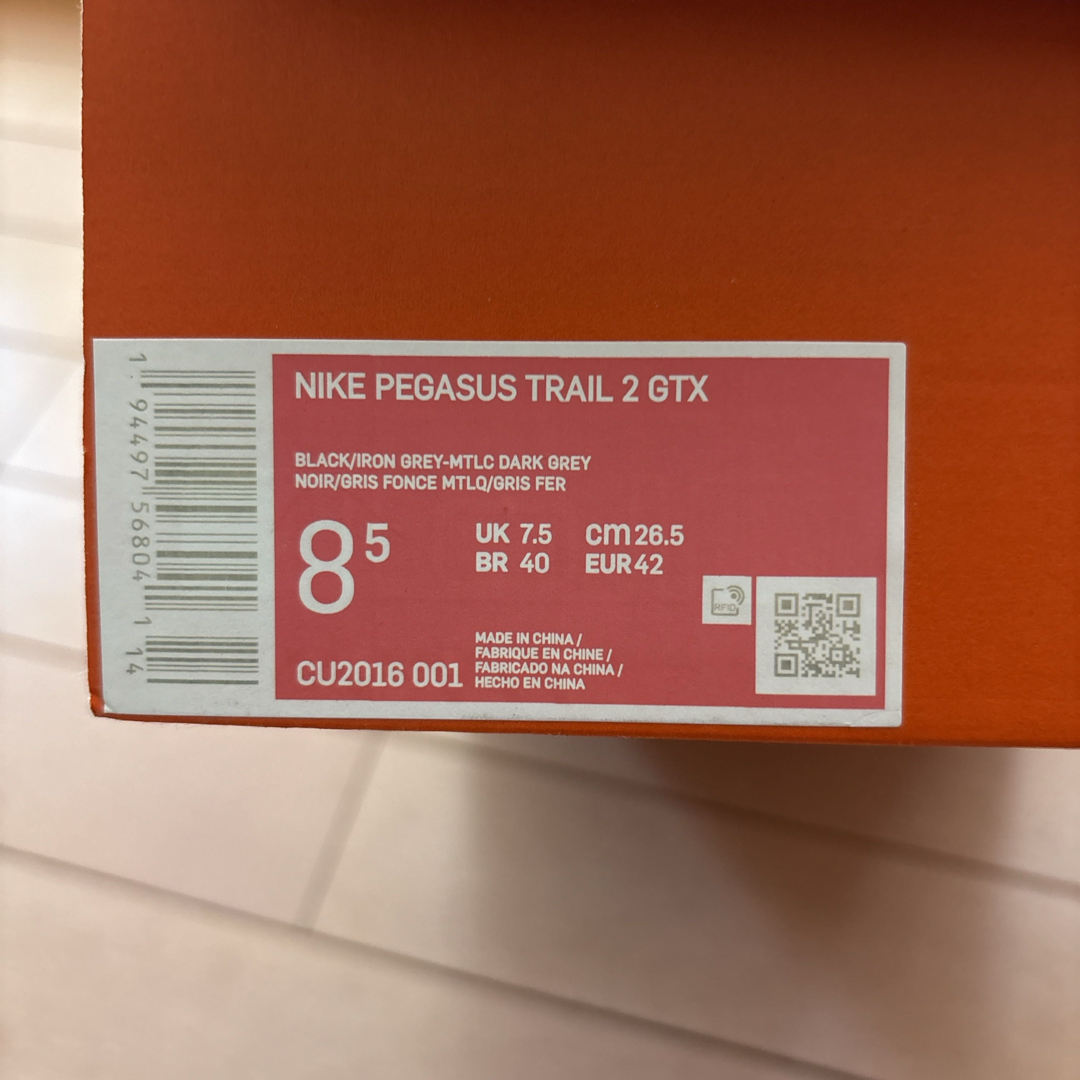 NIKE PEGASUS TRAIL 2 GTX
BLACK/IRON GREY-MTLC DARK GREY
NOIR/GRIS FONCE MTLQ/GRIS FER
8 5
UK 7.5 cm 26.5
BR 40 EUR 42
RFID
MADE IN CHINA /
FABRIQUE EN CHINE /
FABRICADO NA CHINA /
HECHO EN CHINA
CU2016 001
1 94497 56804 1 14